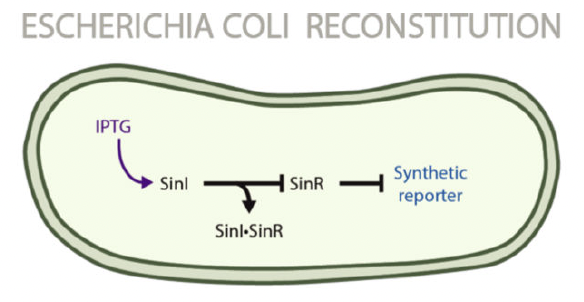 ESCHERICHIA COLI RECONSTITUTION
IPTG
SinI
SinR
Synthetic
reporter
SinI•SinR